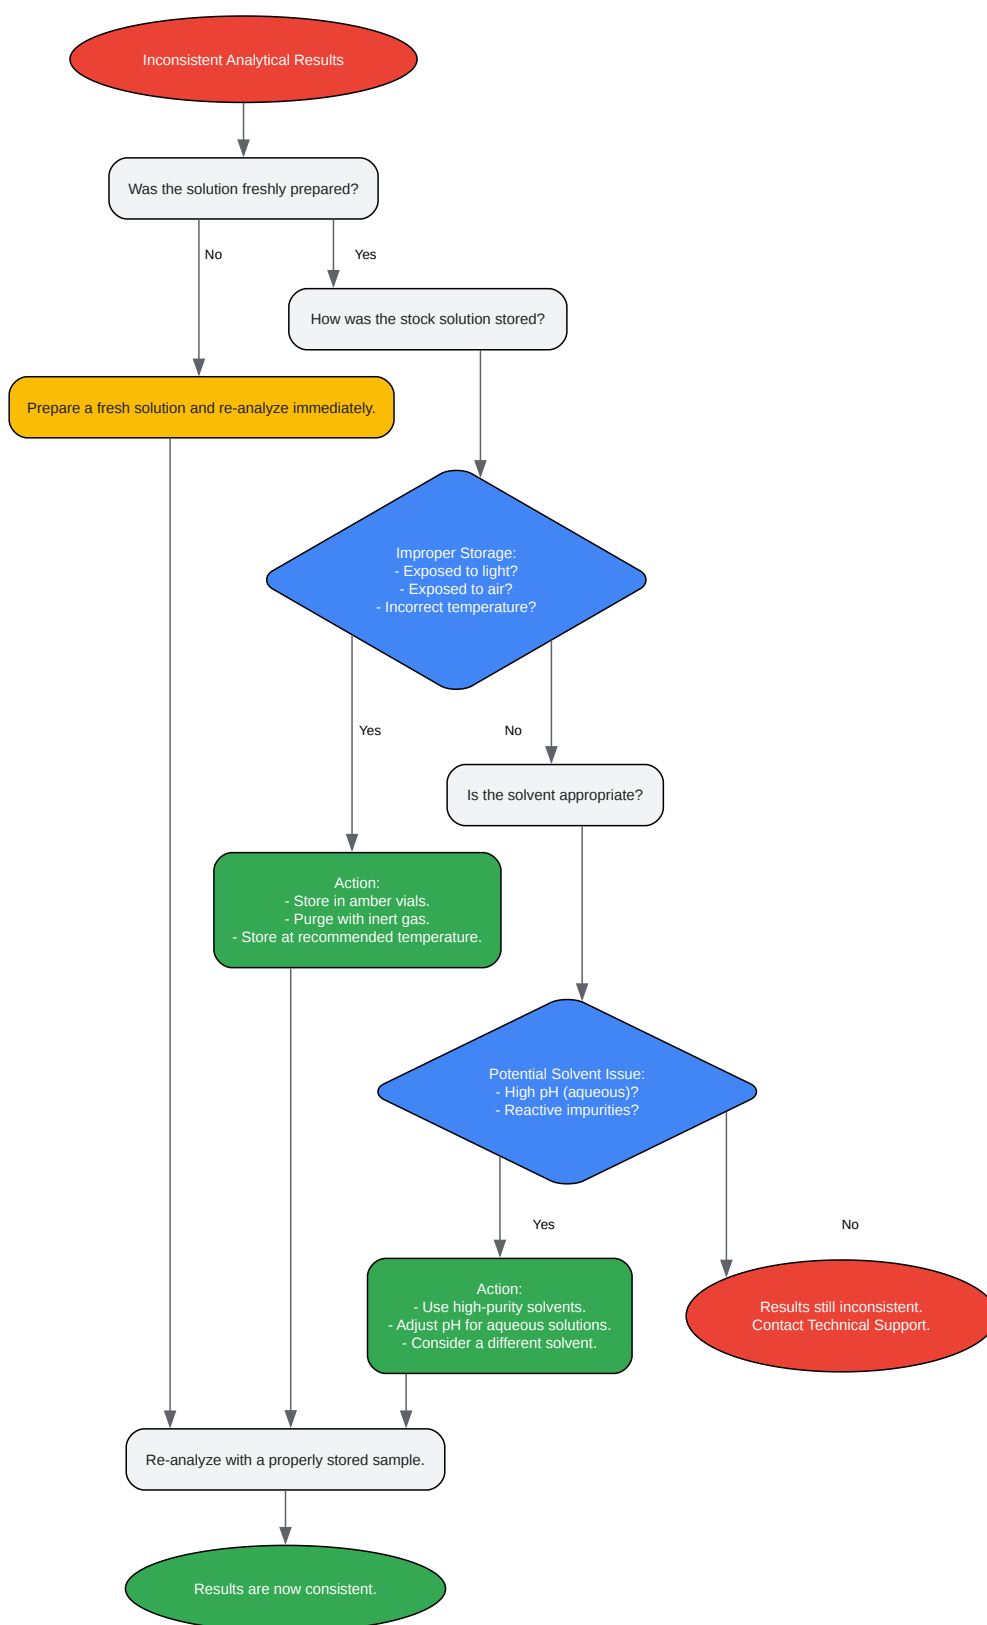 Inconsistent Analytical Results
Was the solution freshly prepared?
No
Yes
How was the stock solution stored?
Prepare a fresh solution and re-analyze immediately.
Improper Storage:
- Exposed to light?
- Exposed to air?
- Incorrect temperature?
Yes
No
Is the solvent appropriate?
Action:
- Store in amber vials.
- Purge with inert gas.
- Store at recommended temperature.
Potential Solvent Issue:
- High pH (aqueous)?
- Reactive impurities?
Yes
No
Action:
- Use high-purity solvents.
- Adjust pH for aqueous solutions.
- Consider a different solvent.
Results still inconsistent.
Contact Technical Support.
Re-analyze with a properly stored sample.
Results are now consistent.